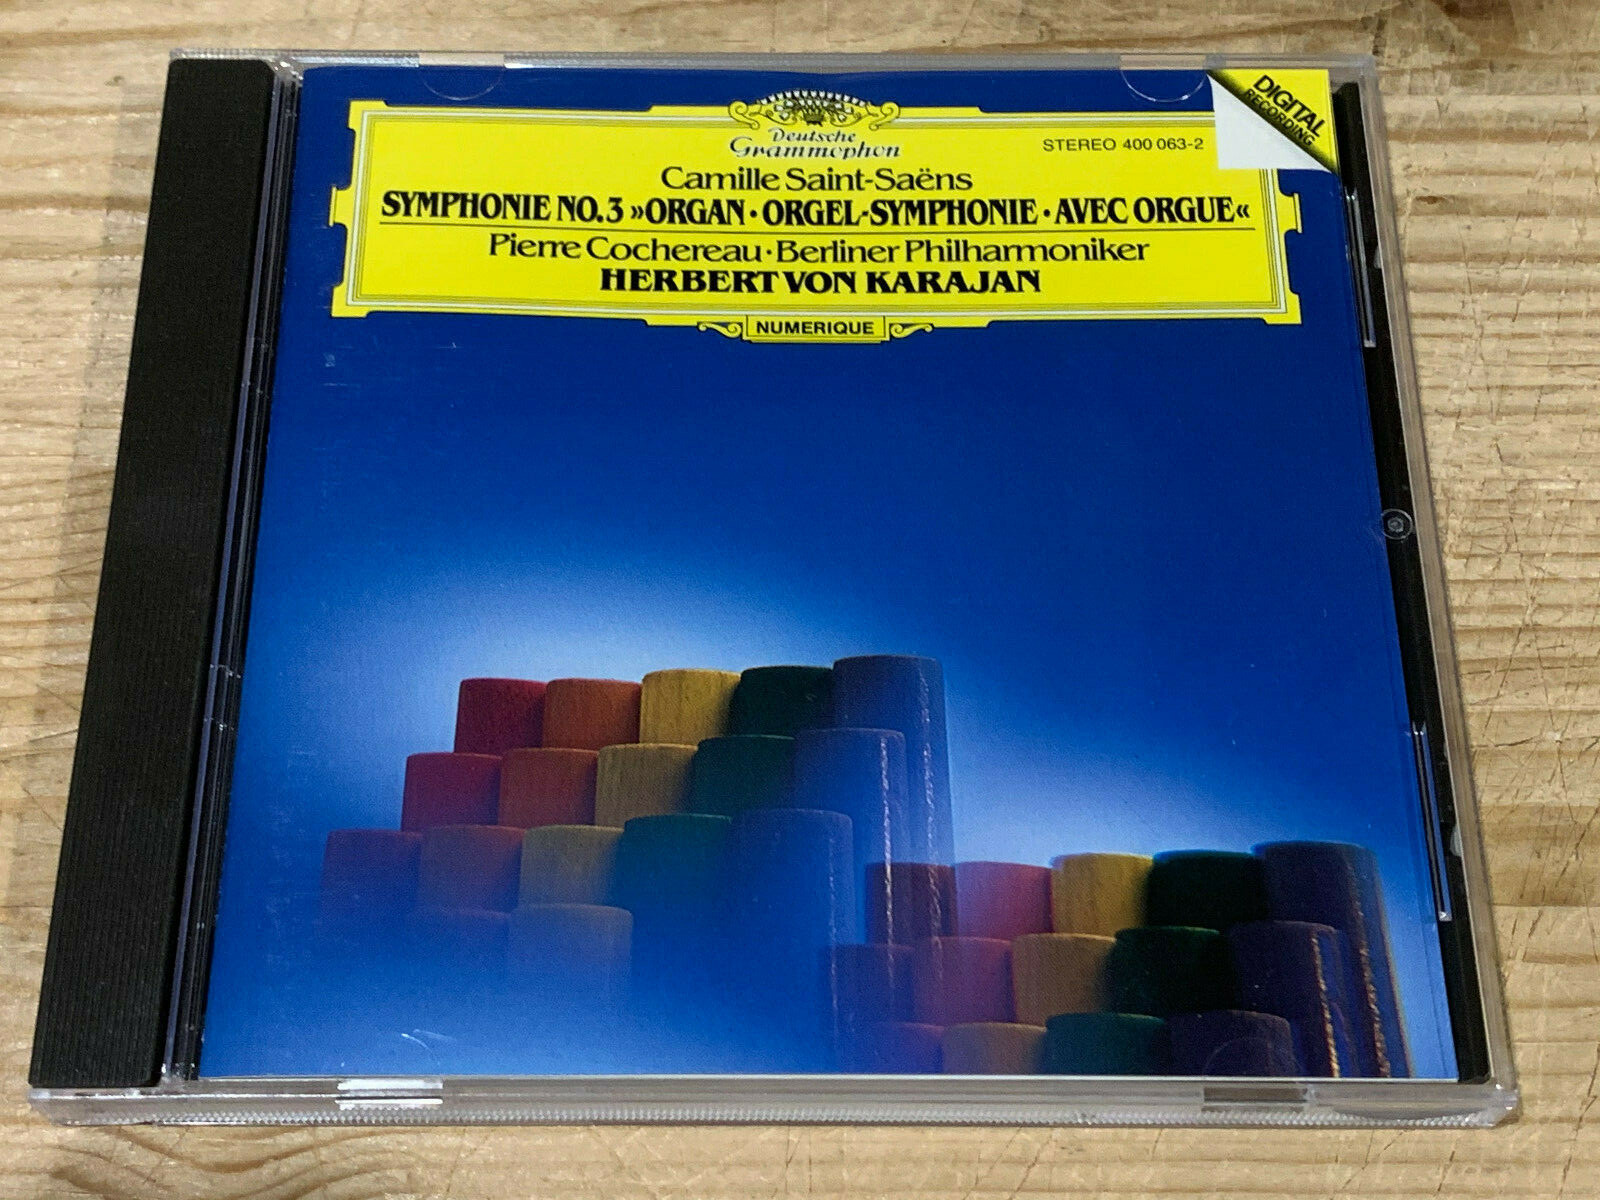 DIGITAL
RECORDING
Deutsche
Grammophon
STEREO 400 063-2
Camille Saint-Saëns
SYMPHONIE NO.3 »ORGAN · ORGEL-SYMPHONIE · AVEC ORGUE«
Pierre Cochereau · Berliner Philharmoniker
HERBERT VON KARAJAN
NUMERIQUE